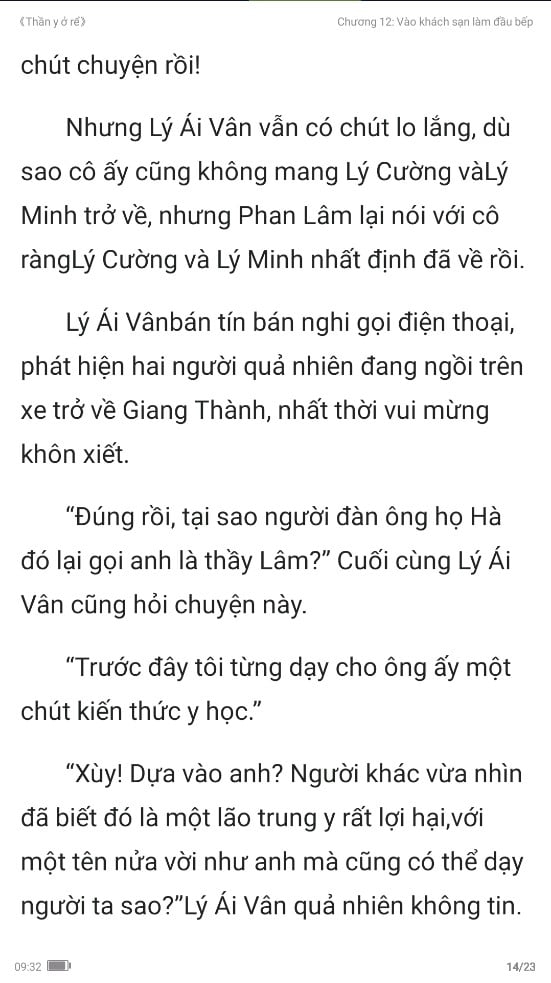 《Thần y ở rể》 Chương 12: Vào khách sạn làm đầu bếp
chút chuyện rồi!
Nhưng Lý Ái Vân vẫn có chút lo lắng, dù
sao cô ấy cũng không mang Lý Cường vàLý
Minh trở về, nhưng Phan Lâm lại nói với cô
ràngLý Cường và Lý Minh nhất định đã về rồi.
Lý Ái Vânbán tín bán nghi gọi điện thoại,
phát hiện hai người quả nhiên đang ngồi trên
xe trở về Giang Thành, nhất thời vui mừng
khôn xiết.
“Đúng rồi, tại sao người đàn ông họ Hà
đó lại gọi anh là thầy Lâm?” Cuối cùng Lý Ái
Vân cũng hỏi chuyện này.
“Trước đây tôi từng dạy cho ông ấy một
chút kiến thức y học.”
“Xùy! Dựa vào anh? Người khác vừa nhìn
đã biết đó là một lão trung y rất lợi hại,với
một tên nửa vời như anh mà cũng có thể dạy
người ta sao?”Lý Ái Vân quả nhiên không tin.
09:32 14/23